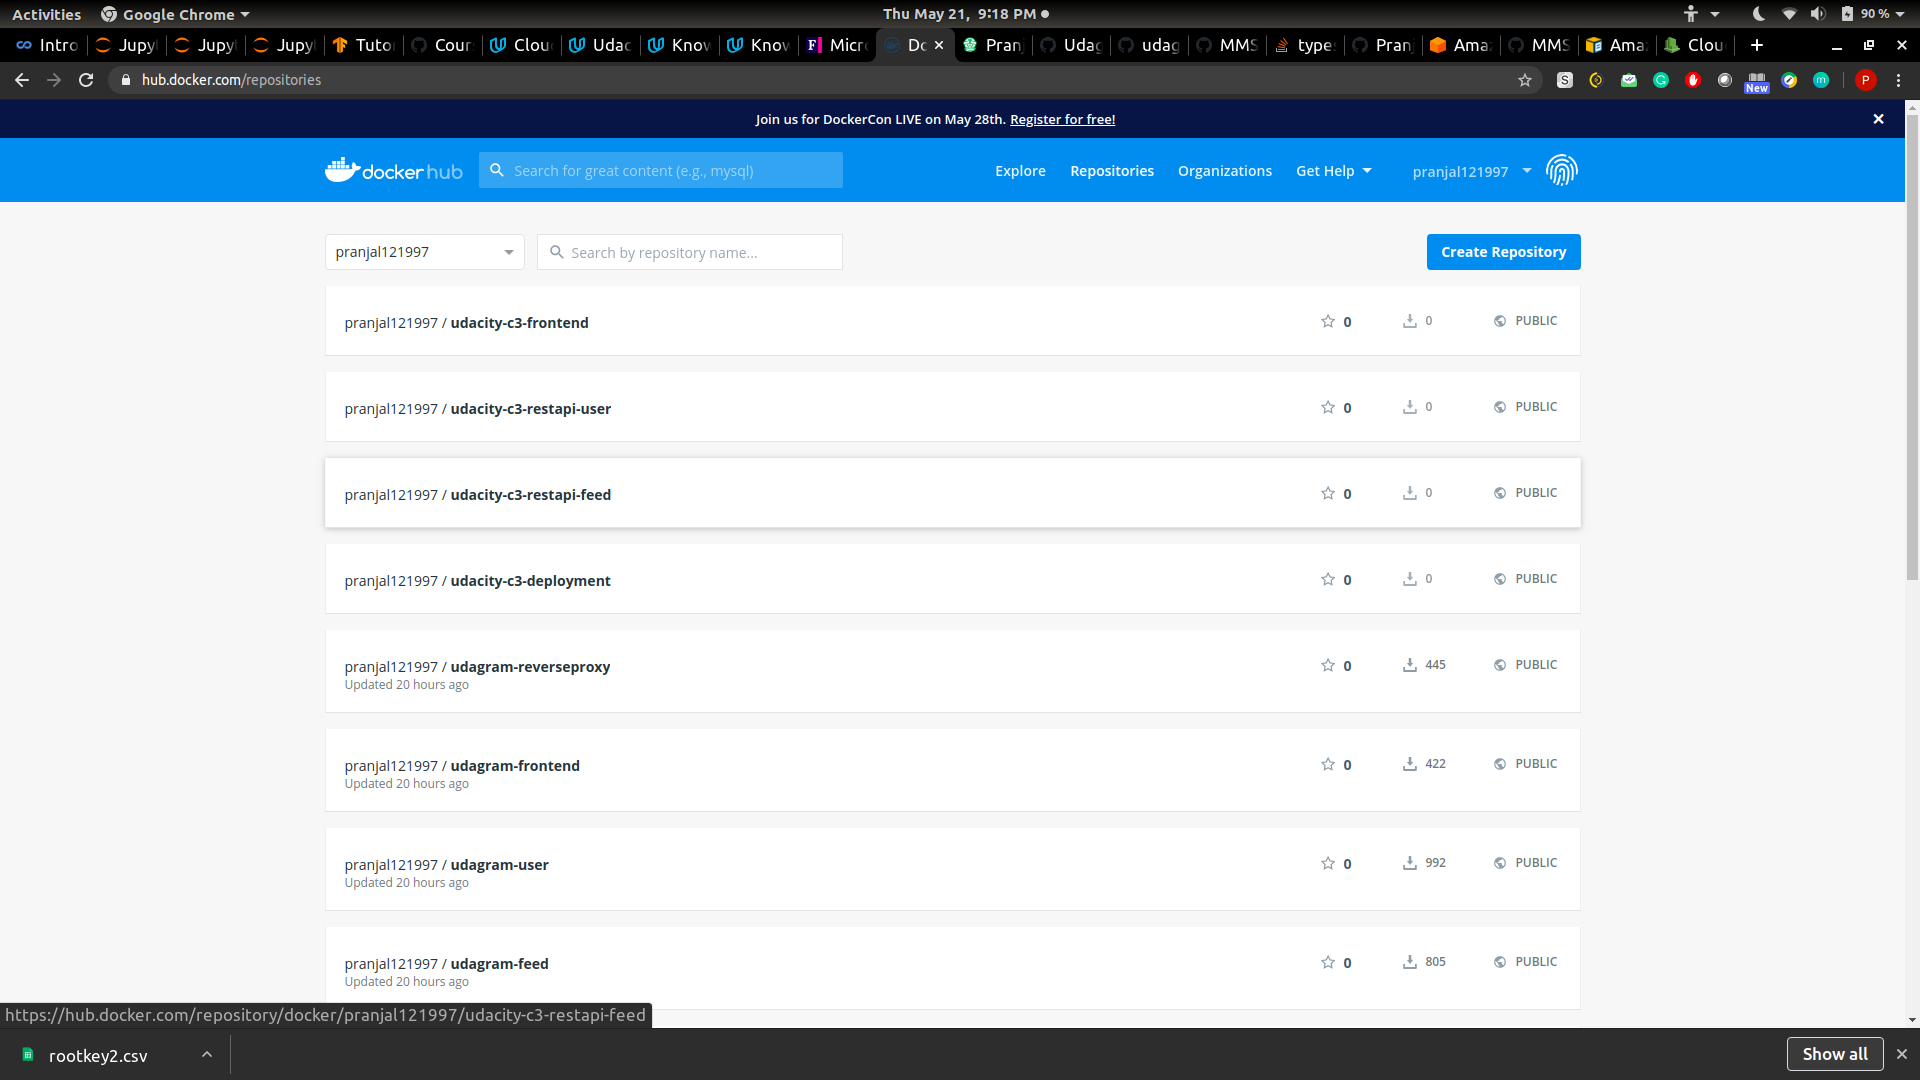 Activities Google Chrome Thu May 21, 9:18 PM 90 %
Intro Jupy Jupy Jupy Tuto Cour Clou Udac Know Know Micr Do Pran Udag udag MMS type Pran Amaz MMS Ama Clou
hub.docker.com/repositories S G New m P
Join us for DockerCon LIVE on May 28th. Register for free!
docker hub Search for great content (e.g., mysql) Explore Repositories Organizations Get Help pranjal121997
pranjal121997 Search by repository name... Create Repository
pranjal121997 / udacity-c3-frontend 0 0 PUBLIC
pranjal121997 / udacity-c3-restapi-user 0 0 PUBLIC
pranjal121997 / udacity-c3-restapi-feed 0 0 PUBLIC
pranjal121997 / udacity-c3-deployment 0 0 PUBLIC
pranjal121997 / udagram-reverseproxy 0 445 PUBLIC
Updated 20 hours ago
pranjal121997 / udagram-frontend 0 422 PUBLIC
Updated 20 hours ago
pranjal121997 / udagram-user 0 992 PUBLIC
Updated 20 hours ago
pranjal121997 / udagram-feed 0 805 PUBLIC
Updated 20 hours ago
https://hub.docker.com/repository/docker/pranjal121997/udacity-c3-restapi-feed
rootkey2.csv Show all